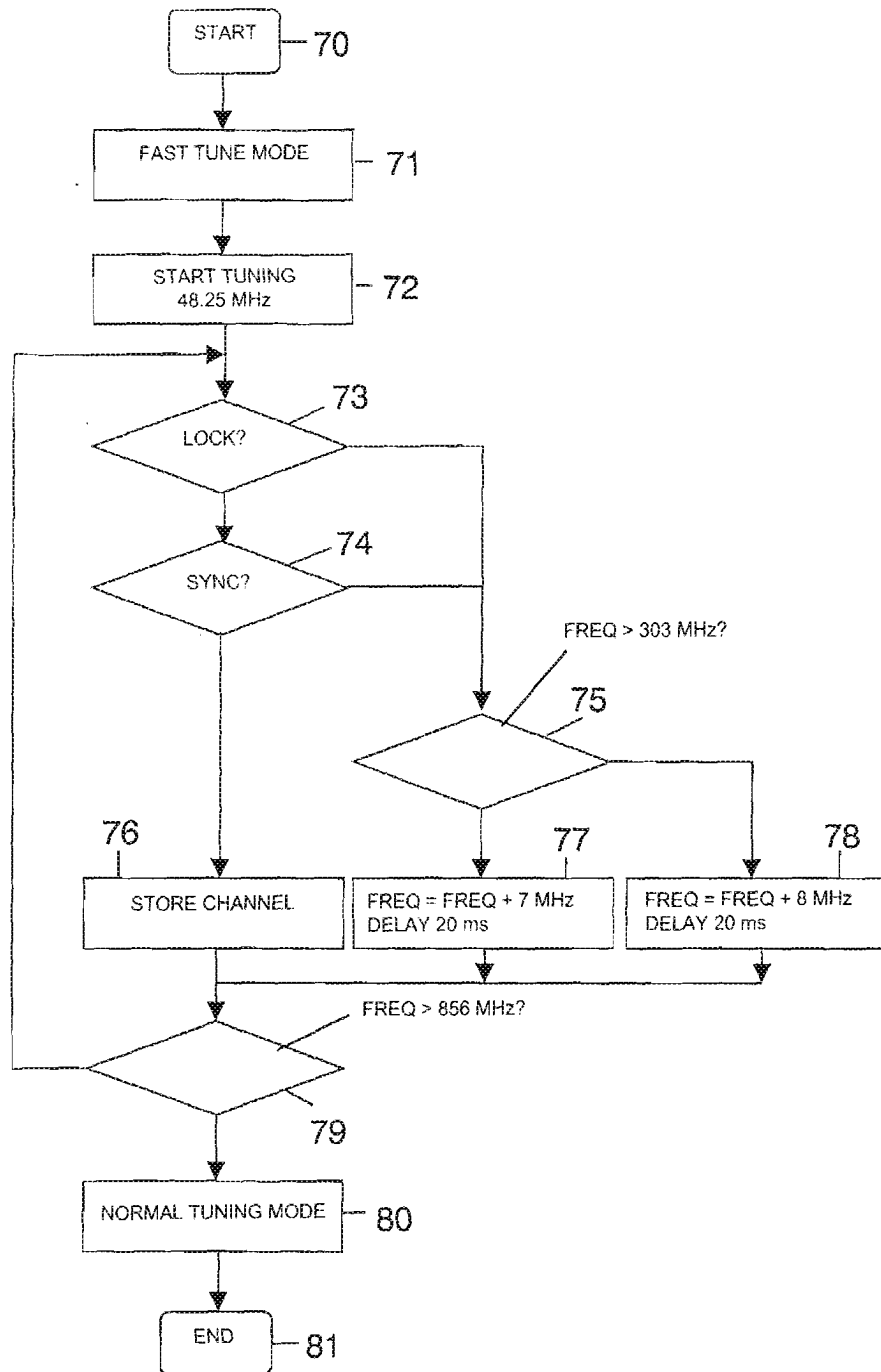 START
70
FAST TUNE MODE
71
START TUNING
48.25 MHz
72
73
LOCK?
74
SYNC?
FREQ > 303 MHz?
75
76
STORE CHANNEL
77
FREQ = FREQ + 7 MHz
DELAY 20 ms
78
FREQ = FREQ + 8 MHz
DELAY 20 ms
FREQ > 856 MHz?
79
NORMAL TUNING MODE
80
END
81